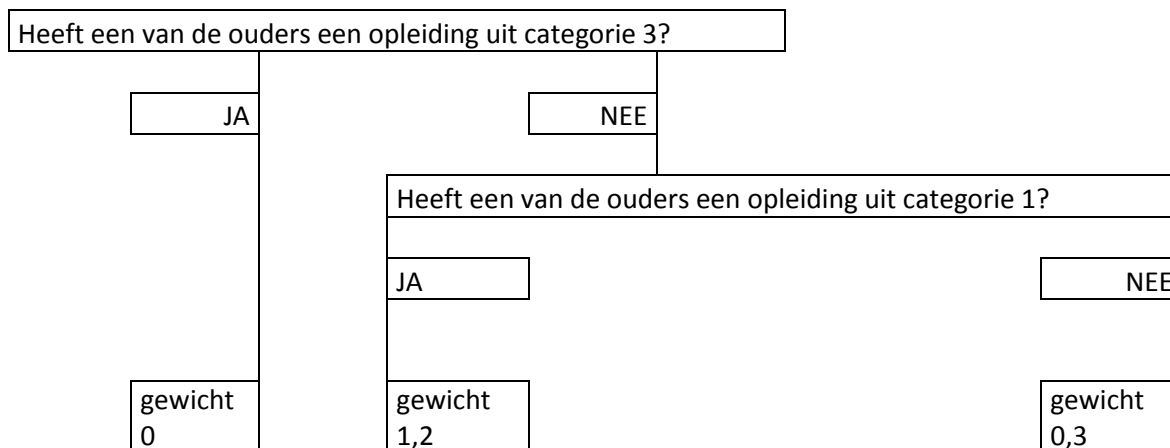 Heeft een van de ouders een opleiding uit categorie 3?
JA
NEE
Heeft een van de ouders een opleiding uit categorie 1?
JA
NEE
gewicht
0
gewicht
1,2
gewicht
0,3